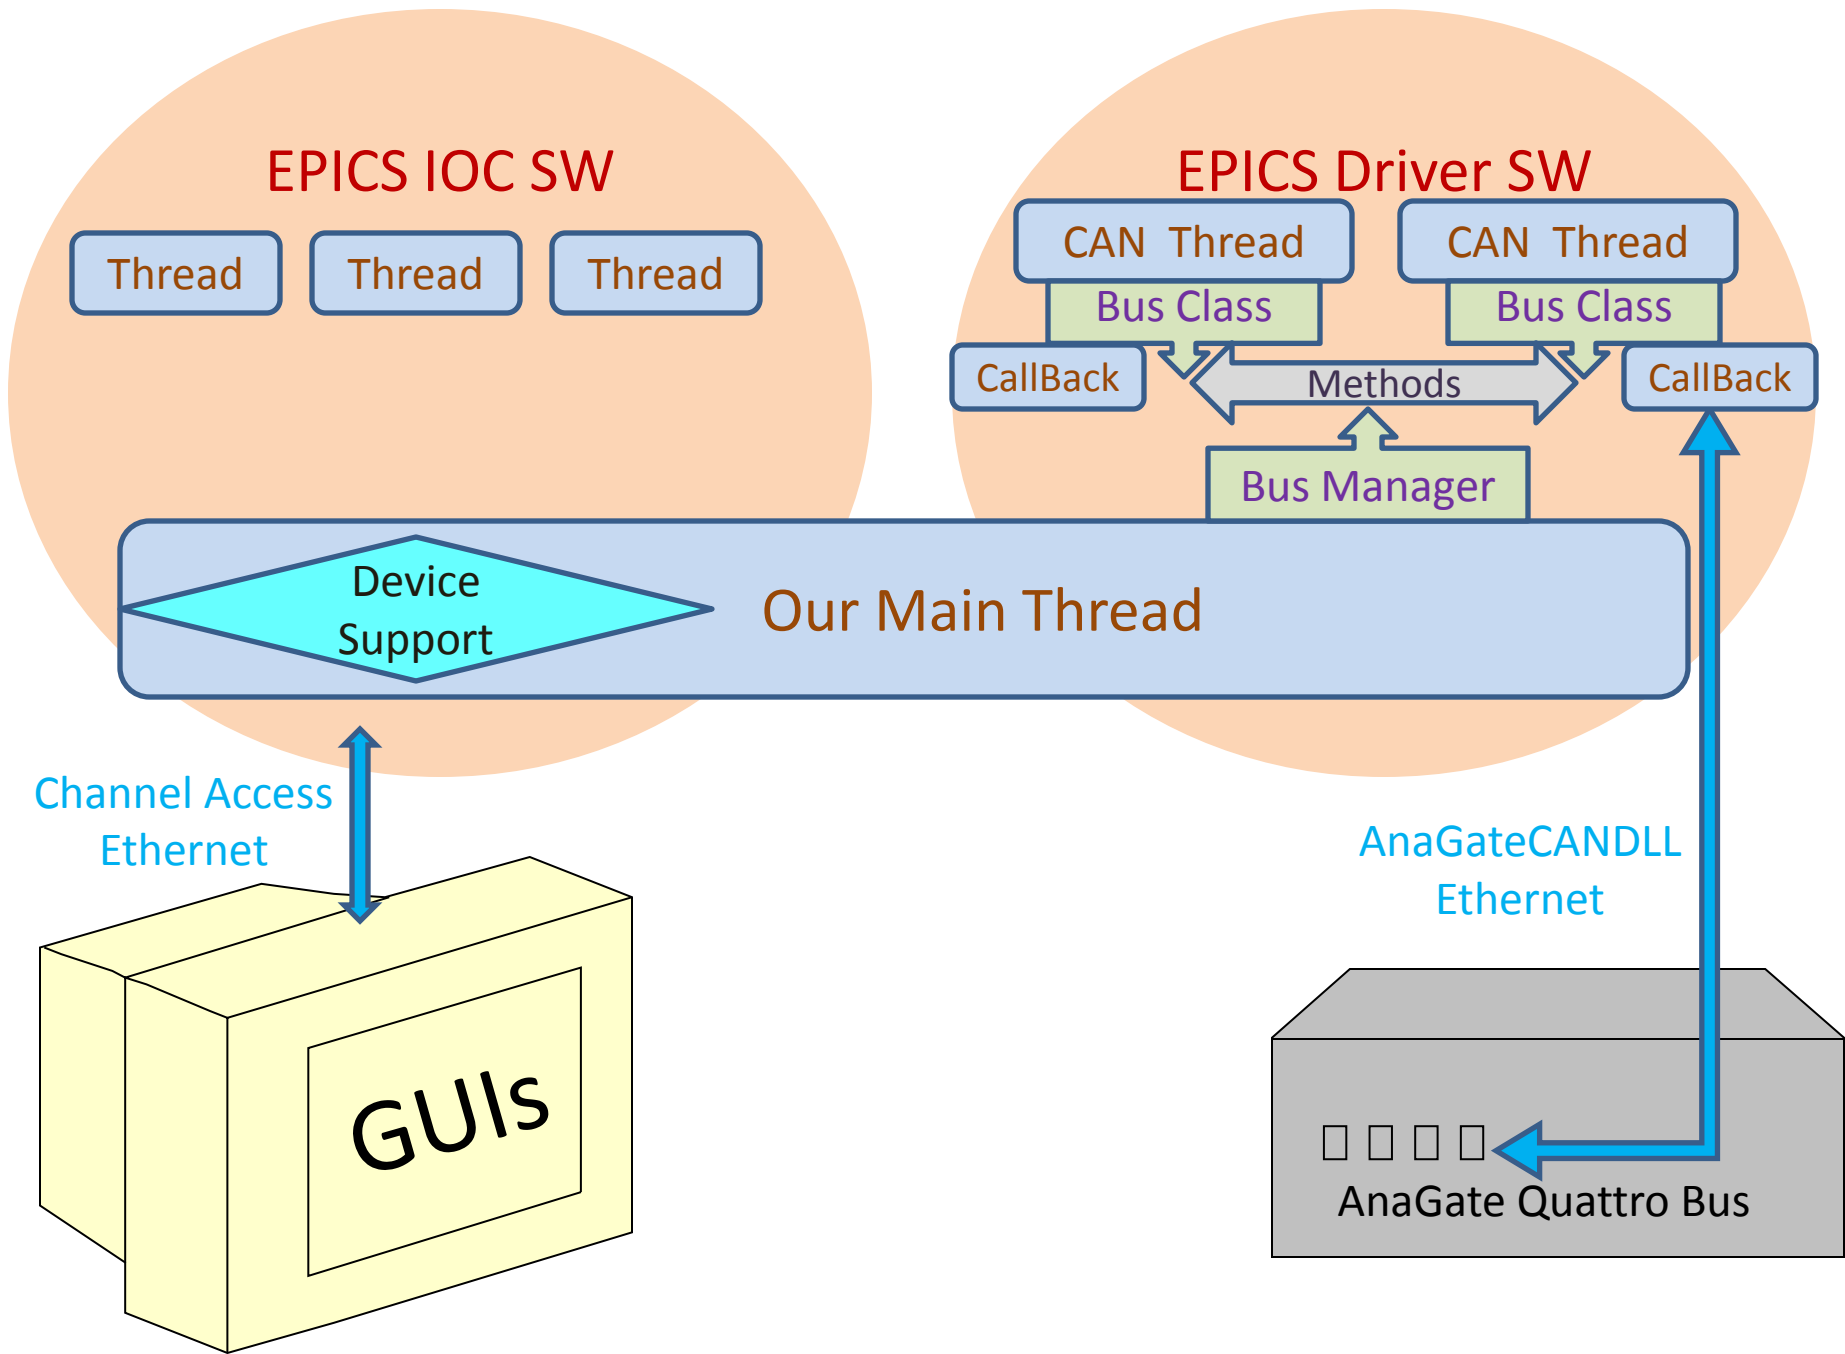 EPICS IOC SW
Thread
Thread
Thread
EPICS Driver SW
CAN  Thread
CAN  Thread
Bus Class
Bus Class
CallBack
Methods
CallBack
Bus Manager
Device
Support
Our Main Thread
Channel Access
Ethernet
AnaGateCANDLL
Ethernet
GUIs
AnaGate Quattro Bus